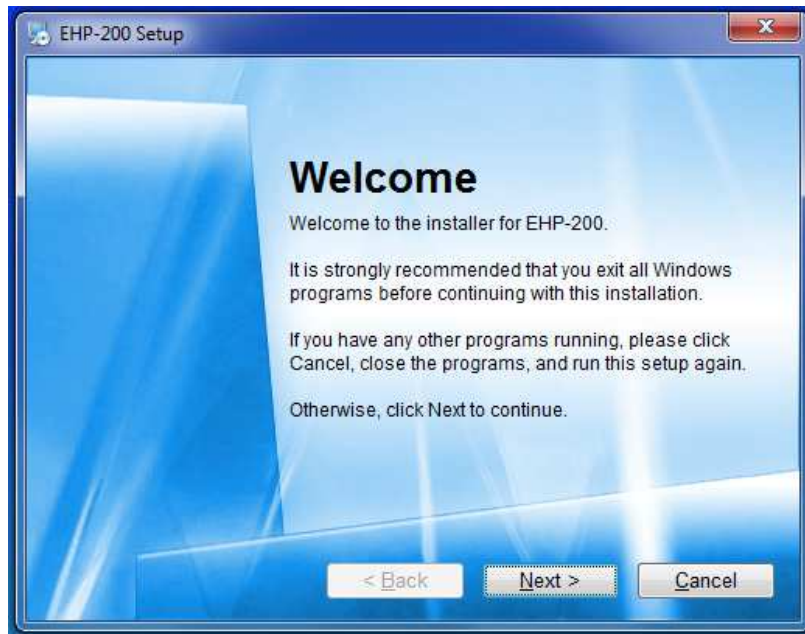 EHP-200 Setup
Welcome
Welcome to the installer for EHP-200.
It is strongly recommended that you exit all Windows
programs before continuing with this installation.
If you have any other programs running, please click
Cancel, close the programs, and run this setup again.
Otherwise, click Next to continue.
< Back
Next >
Cancel